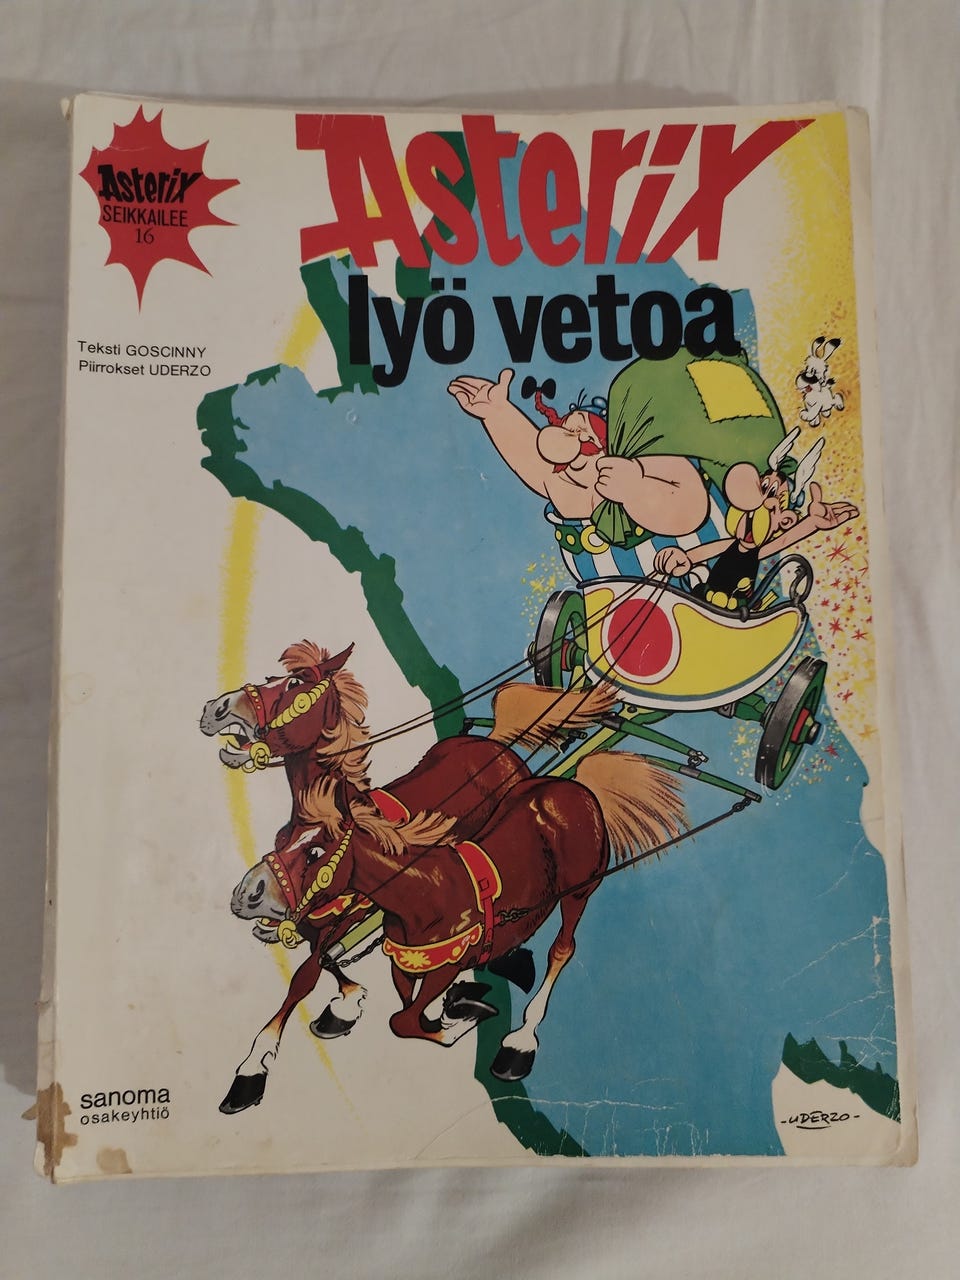 Asterix
SEIKKAILEE
16
Asterix
lyö vetoa
Teksti GOSCINNY
Piirrokset UDERZO
sanoma
osakeyhtiö
-UDERZO-